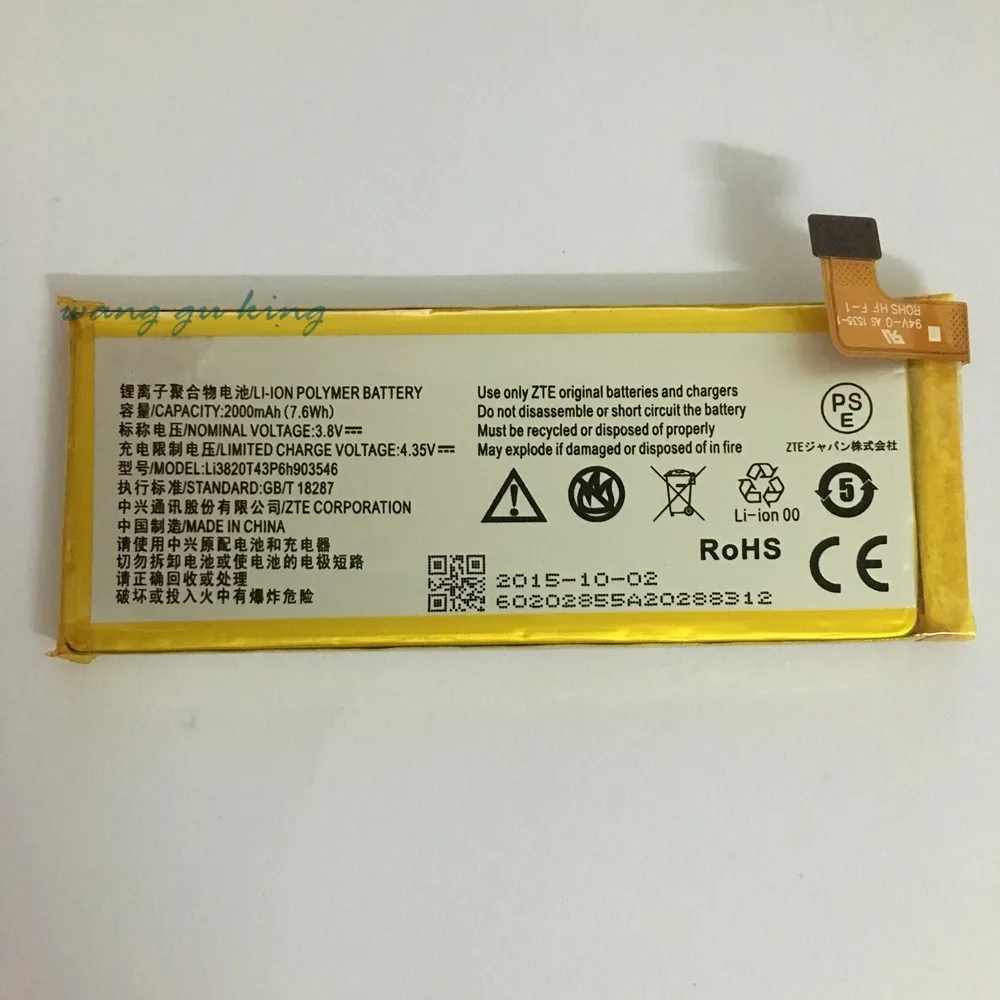 wang gu king
锂离子聚合物电池/LI-ION POLYMER BATTERY
容量/CAPACITY:2000mAh (7.6Wh)
标称电压/NOMINAL VOLTAGE:3.8V
充电限制电压/LIMITED CHARGE VOLTAGE:4.35V
型号/MODEL:Li3820T43P6h903546
执行标准/STANDARD:GB/T 18287
中兴通讯股份有限公司/ZTE CORPORATION
中国制造/MADE IN CHINA
请使用中兴原配电池和充电器
切勿拆卸电池或使电池的电极短路
请正确回收或处理
破坏或投入火中有爆炸危险
Use only ZTE original batteries and chargers
Do not disassemble or short circuit the battery
Must be recycled or disposed of properly
May explode if damaged or disposed of in fire
PS
E
ZTEジャパン株式会社
Li-ion 00
5
RoHS
CE
2015-10-02
60202855A20288312
94V-0 AS 1535-1
ROHS HF F-1